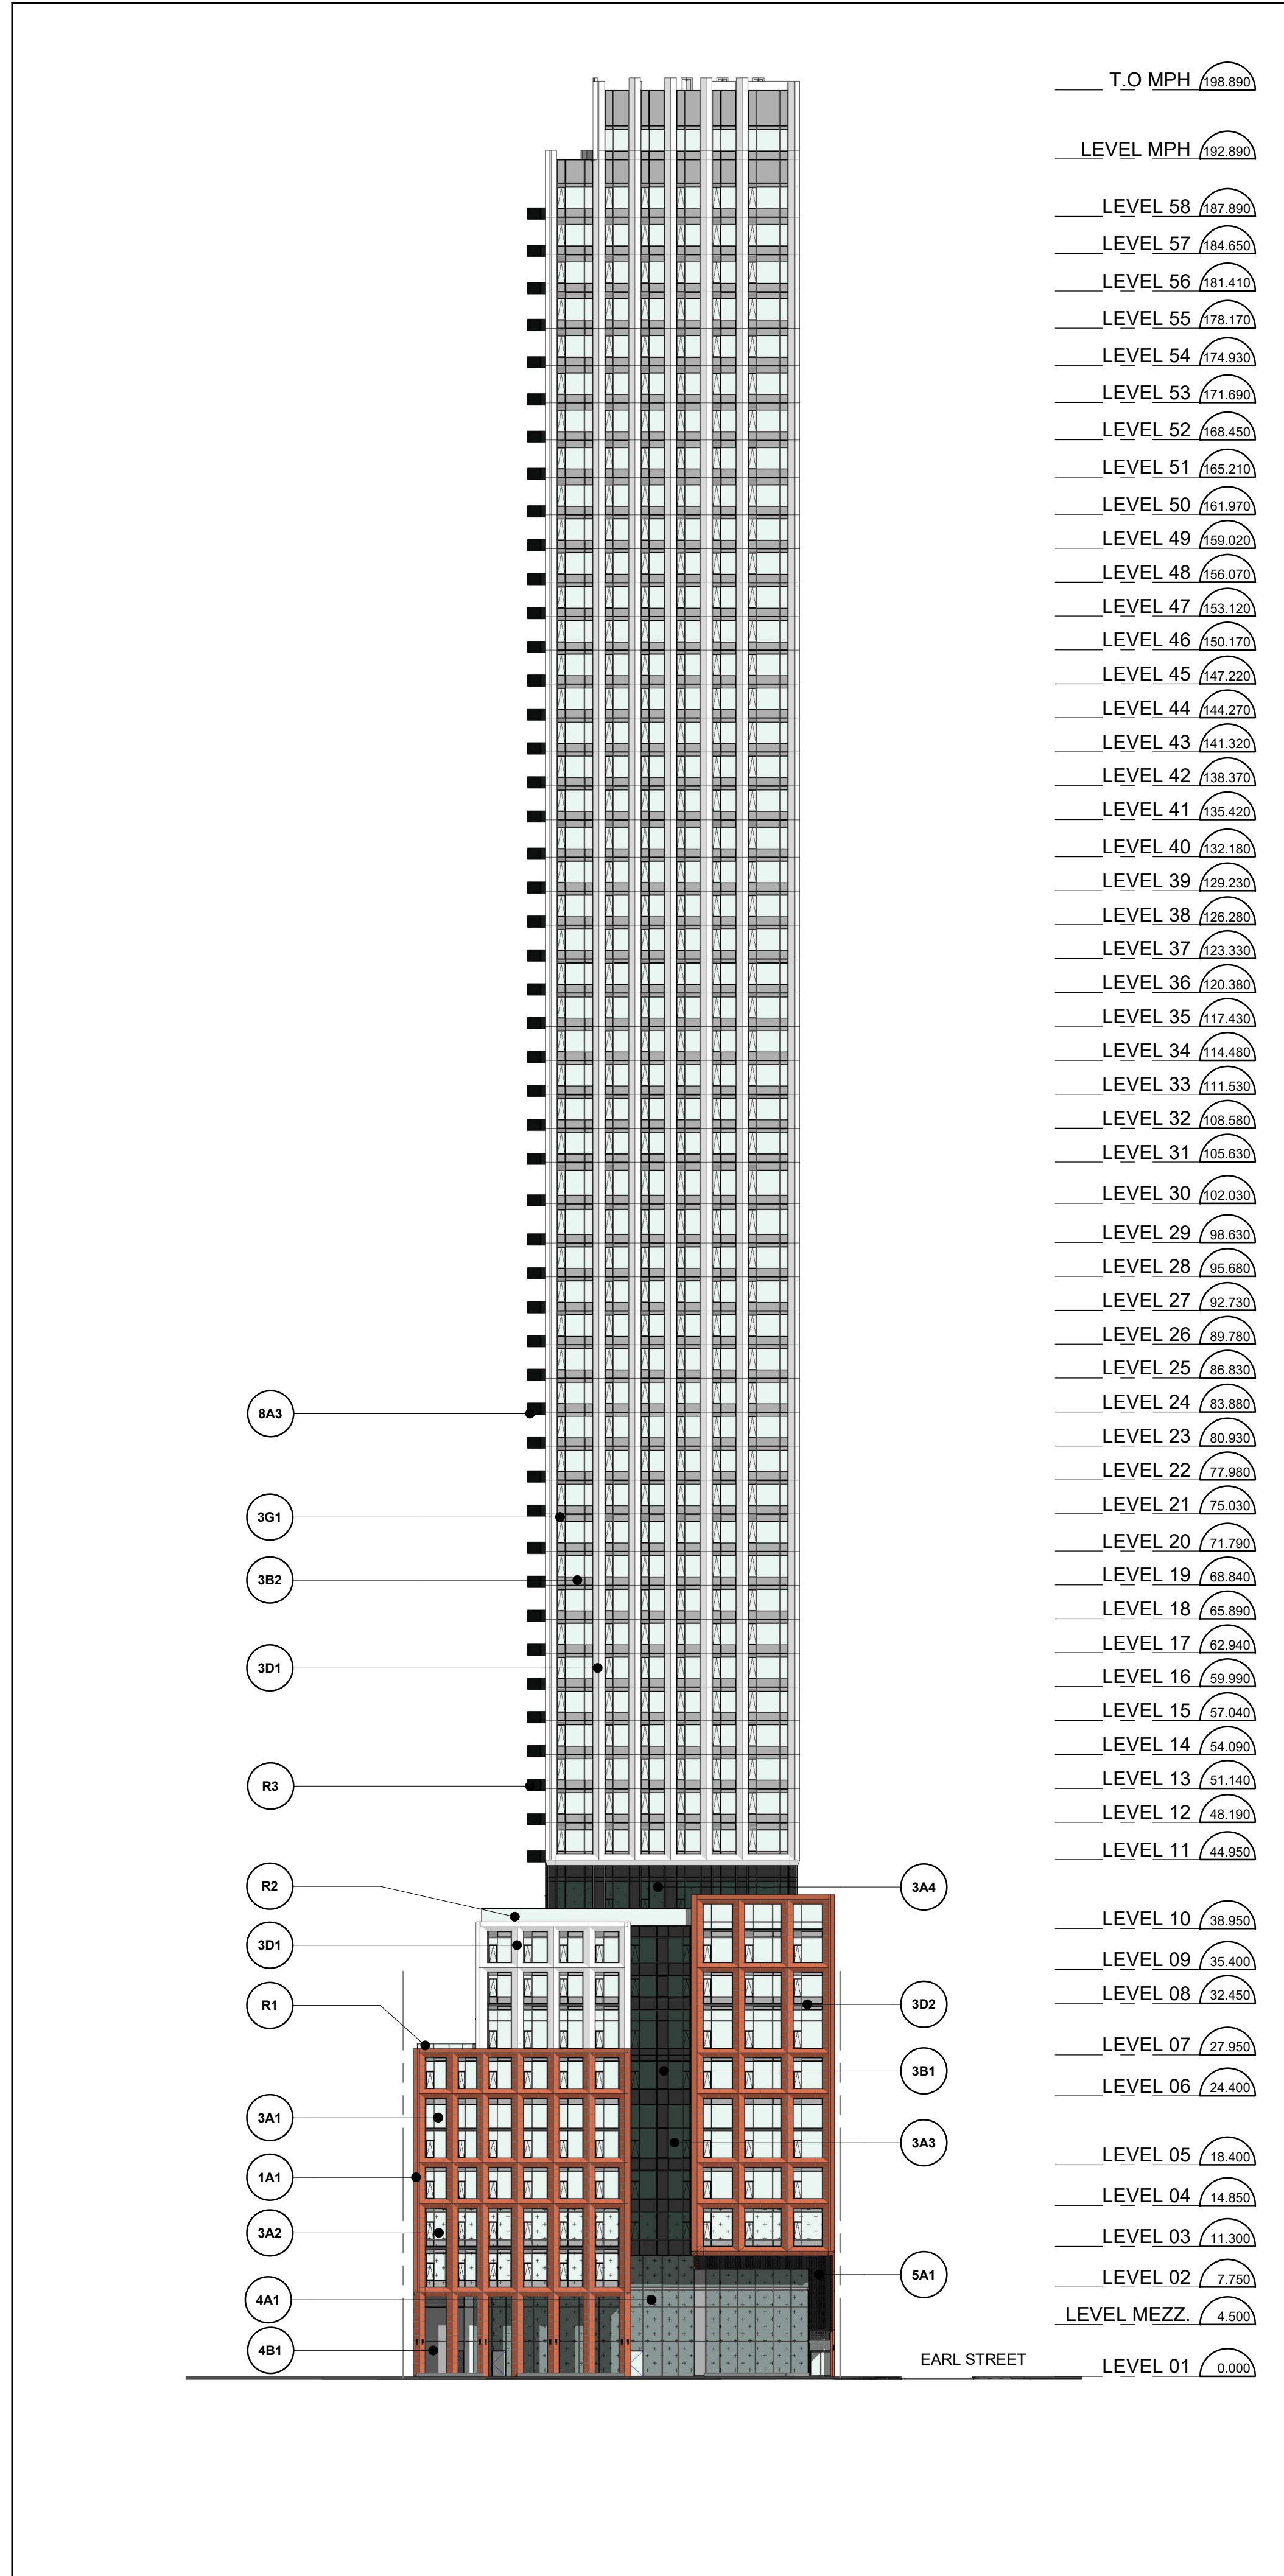 T.O MPH 198.890
LEVEL MPH 192.890
LEVEL 58 187.890
LEVEL 57 184.650
LEVEL 56 181.410
LEVEL 55 178.170
LEVEL 54 174.930
LEVEL 53 171.690
LEVEL 52 168.450
LEVEL 51 165.210
LEVEL 50 161.970
LEVEL 49 159.020
LEVEL 48 156.070
LEVEL 47 153.120
LEVEL 46 150.170
LEVEL 45 147.220
LEVEL 44 144.270
LEVEL 43 141.320
LEVEL 42 138.370
LEVEL 41 135.420
LEVEL 40 132.180
LEVEL 39 129.230
LEVEL 38 126.280
LEVEL 37 123.330
LEVEL 36 120.380
LEVEL 35 117.430
LEVEL 34 114.480
LEVEL 33 111.530
LEVEL 32 108.580
LEVEL 31 105.630
LEVEL 30 102.030
LEVEL 29 98.630
LEVEL 28 95.680
LEVEL 27 92.730
LEVEL 26 89.780
LEVEL 25 86.830
8A3 LEVEL 24 83.880
LEVEL 23 80.930
LEVEL 22 77.980
3G1 LEVEL 21 75.030
LEVEL 20 71.790
3B2 LEVEL 19 68.840
LEVEL 18 65.890
LEVEL 17 62.940
3D1 LEVEL 16 59.990
LEVEL 15 57.040
LEVEL 14 54.090
R3 LEVEL 13 51.140
LEVEL 12 48.190
LEVEL 11 44.950
R2 3A4
LEVEL 10 38.950
3D1 LEVEL 09 35.400
R1 3D2 LEVEL 08 32.450
LEVEL 07 27.950
3B1 LEVEL 06 24.400
3A1
3A3 LEVEL 05 18.400
1A1 LEVEL 04 14.850
3A2 LEVEL 03 11.300
5A1 LEVEL 02 7.750
4A1 LEVEL MEZZ. 4.500
4B1 EARL STREET LEVEL 01 0.000